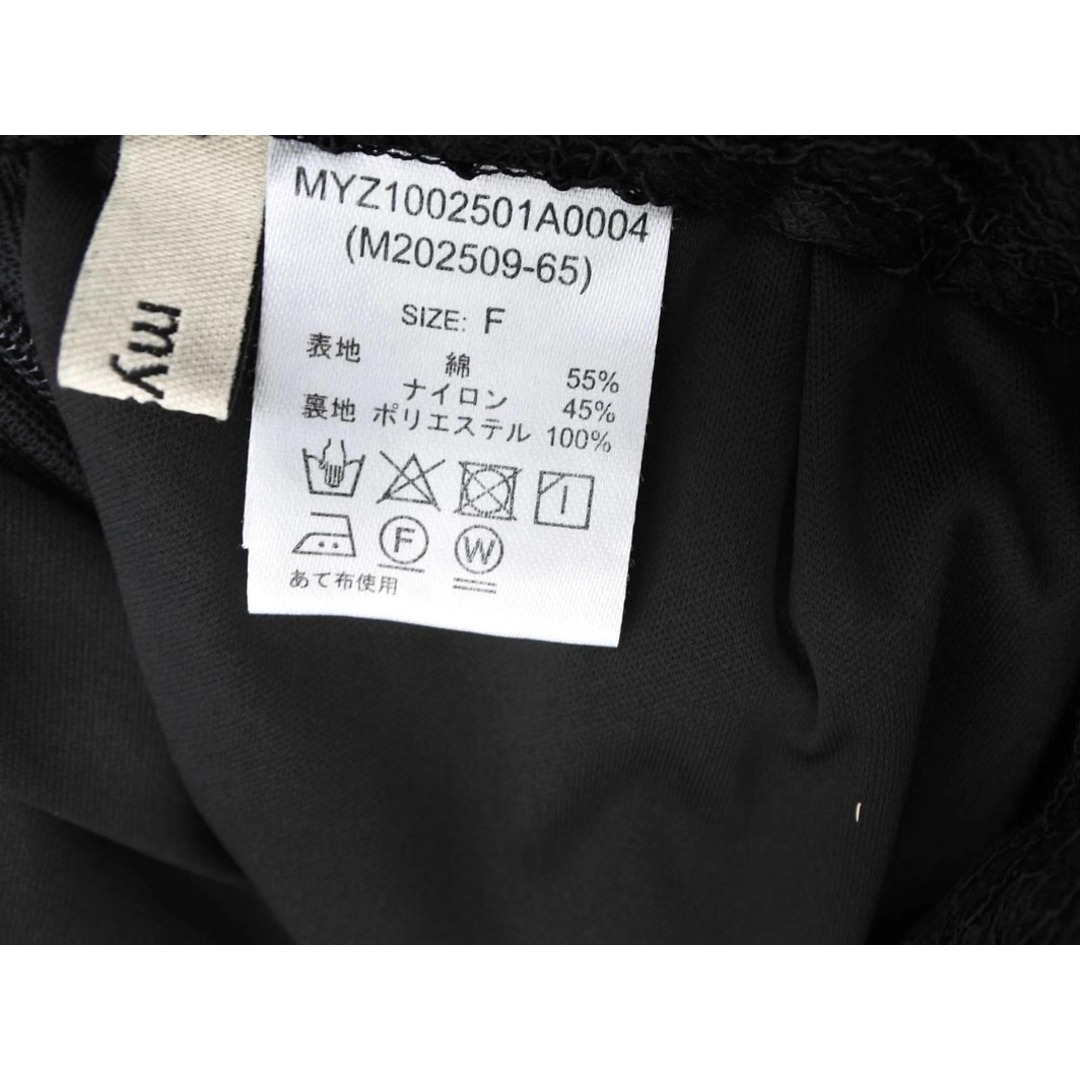 my
MYZ1002501A0004
(M202509-65)
SIZE: F
表地 綿 55%
ナイロン 45%
裏地 ポリエステル 100%
F W
あて布使用